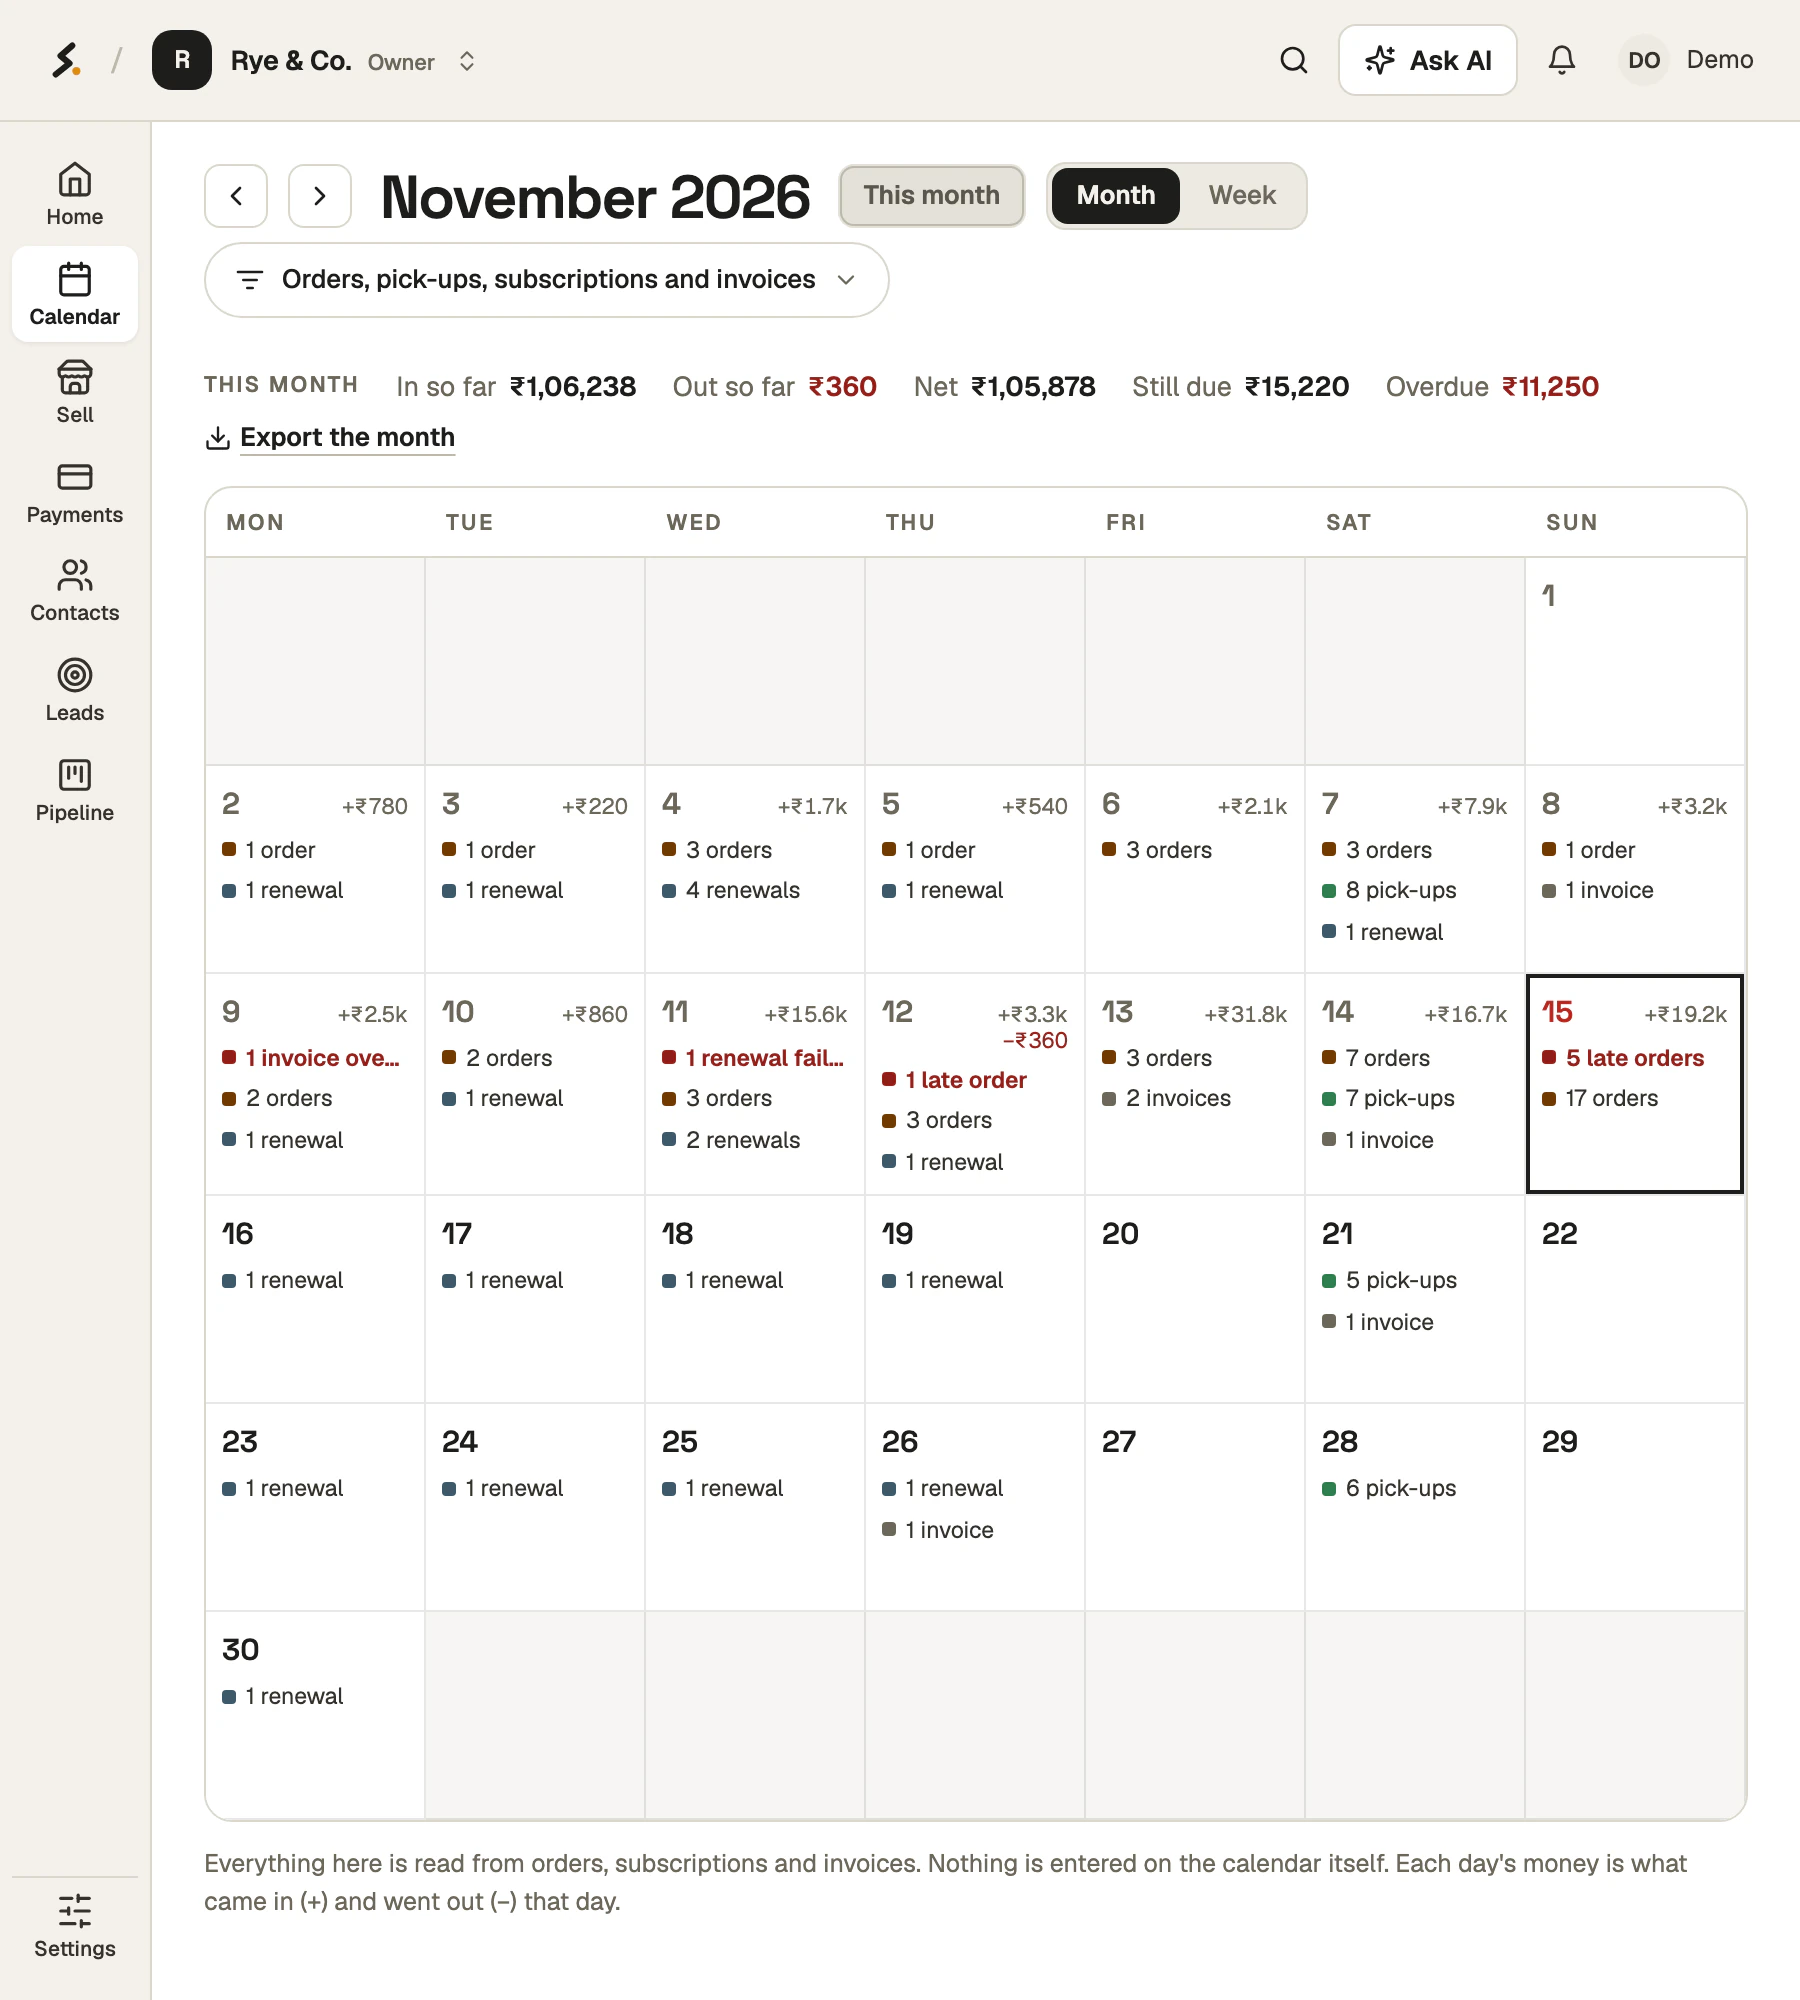 R Rye & Co. Owner Ask AI DO Demo
Home
Calendar
Sell
Payments
Contacts
Leads
Pipeline
Settings
November 2026 This month Month Week
Orders, pick-ups, subscriptions and invoices
THIS MONTH In so far ₹1,06,238 Out so far ₹360 Net ₹1,05,878 Still due ₹15,220 Overdue ₹11,250
Export the month
MON TUE WED THU FRI SAT SUN
1
2 +₹780
1 order
1 renewal
3 +₹220
1 order
1 renewal
4 +₹1.7k
3 orders
4 renewals
5 +₹540
1 order
1 renewal
6 +₹2.1k
3 orders
7 +₹7.9k
3 orders
8 pick-ups
1 renewal
8 +₹3.2k
1 order
1 invoice
9 +₹2.5k
1 invoice ove...
2 orders
1 renewal
10 +₹860
2 orders
1 renewal
11 +₹15.6k
1 renewal fail...
3 orders
2 renewals
12 +₹3.3k
−₹360
1 late order
3 orders
1 renewal
13 +₹31.8k
3 orders
2 invoices
14 +₹16.7k
7 orders
7 pick-ups
1 invoice
15 +₹19.2k
5 late orders
17 orders
16
1 renewal
17
1 renewal
18
1 renewal
19
1 renewal
20
21
5 pick-ups
1 invoice
22
23
1 renewal
24
1 renewal
25
1 renewal
26
1 renewal
1 invoice
27
28
6 pick-ups
29
30
1 renewal
Everything here is read from orders, subscriptions and invoices. Nothing is entered on the calendar itself. Each day's money is what
came in (+) and went out (−) that day.